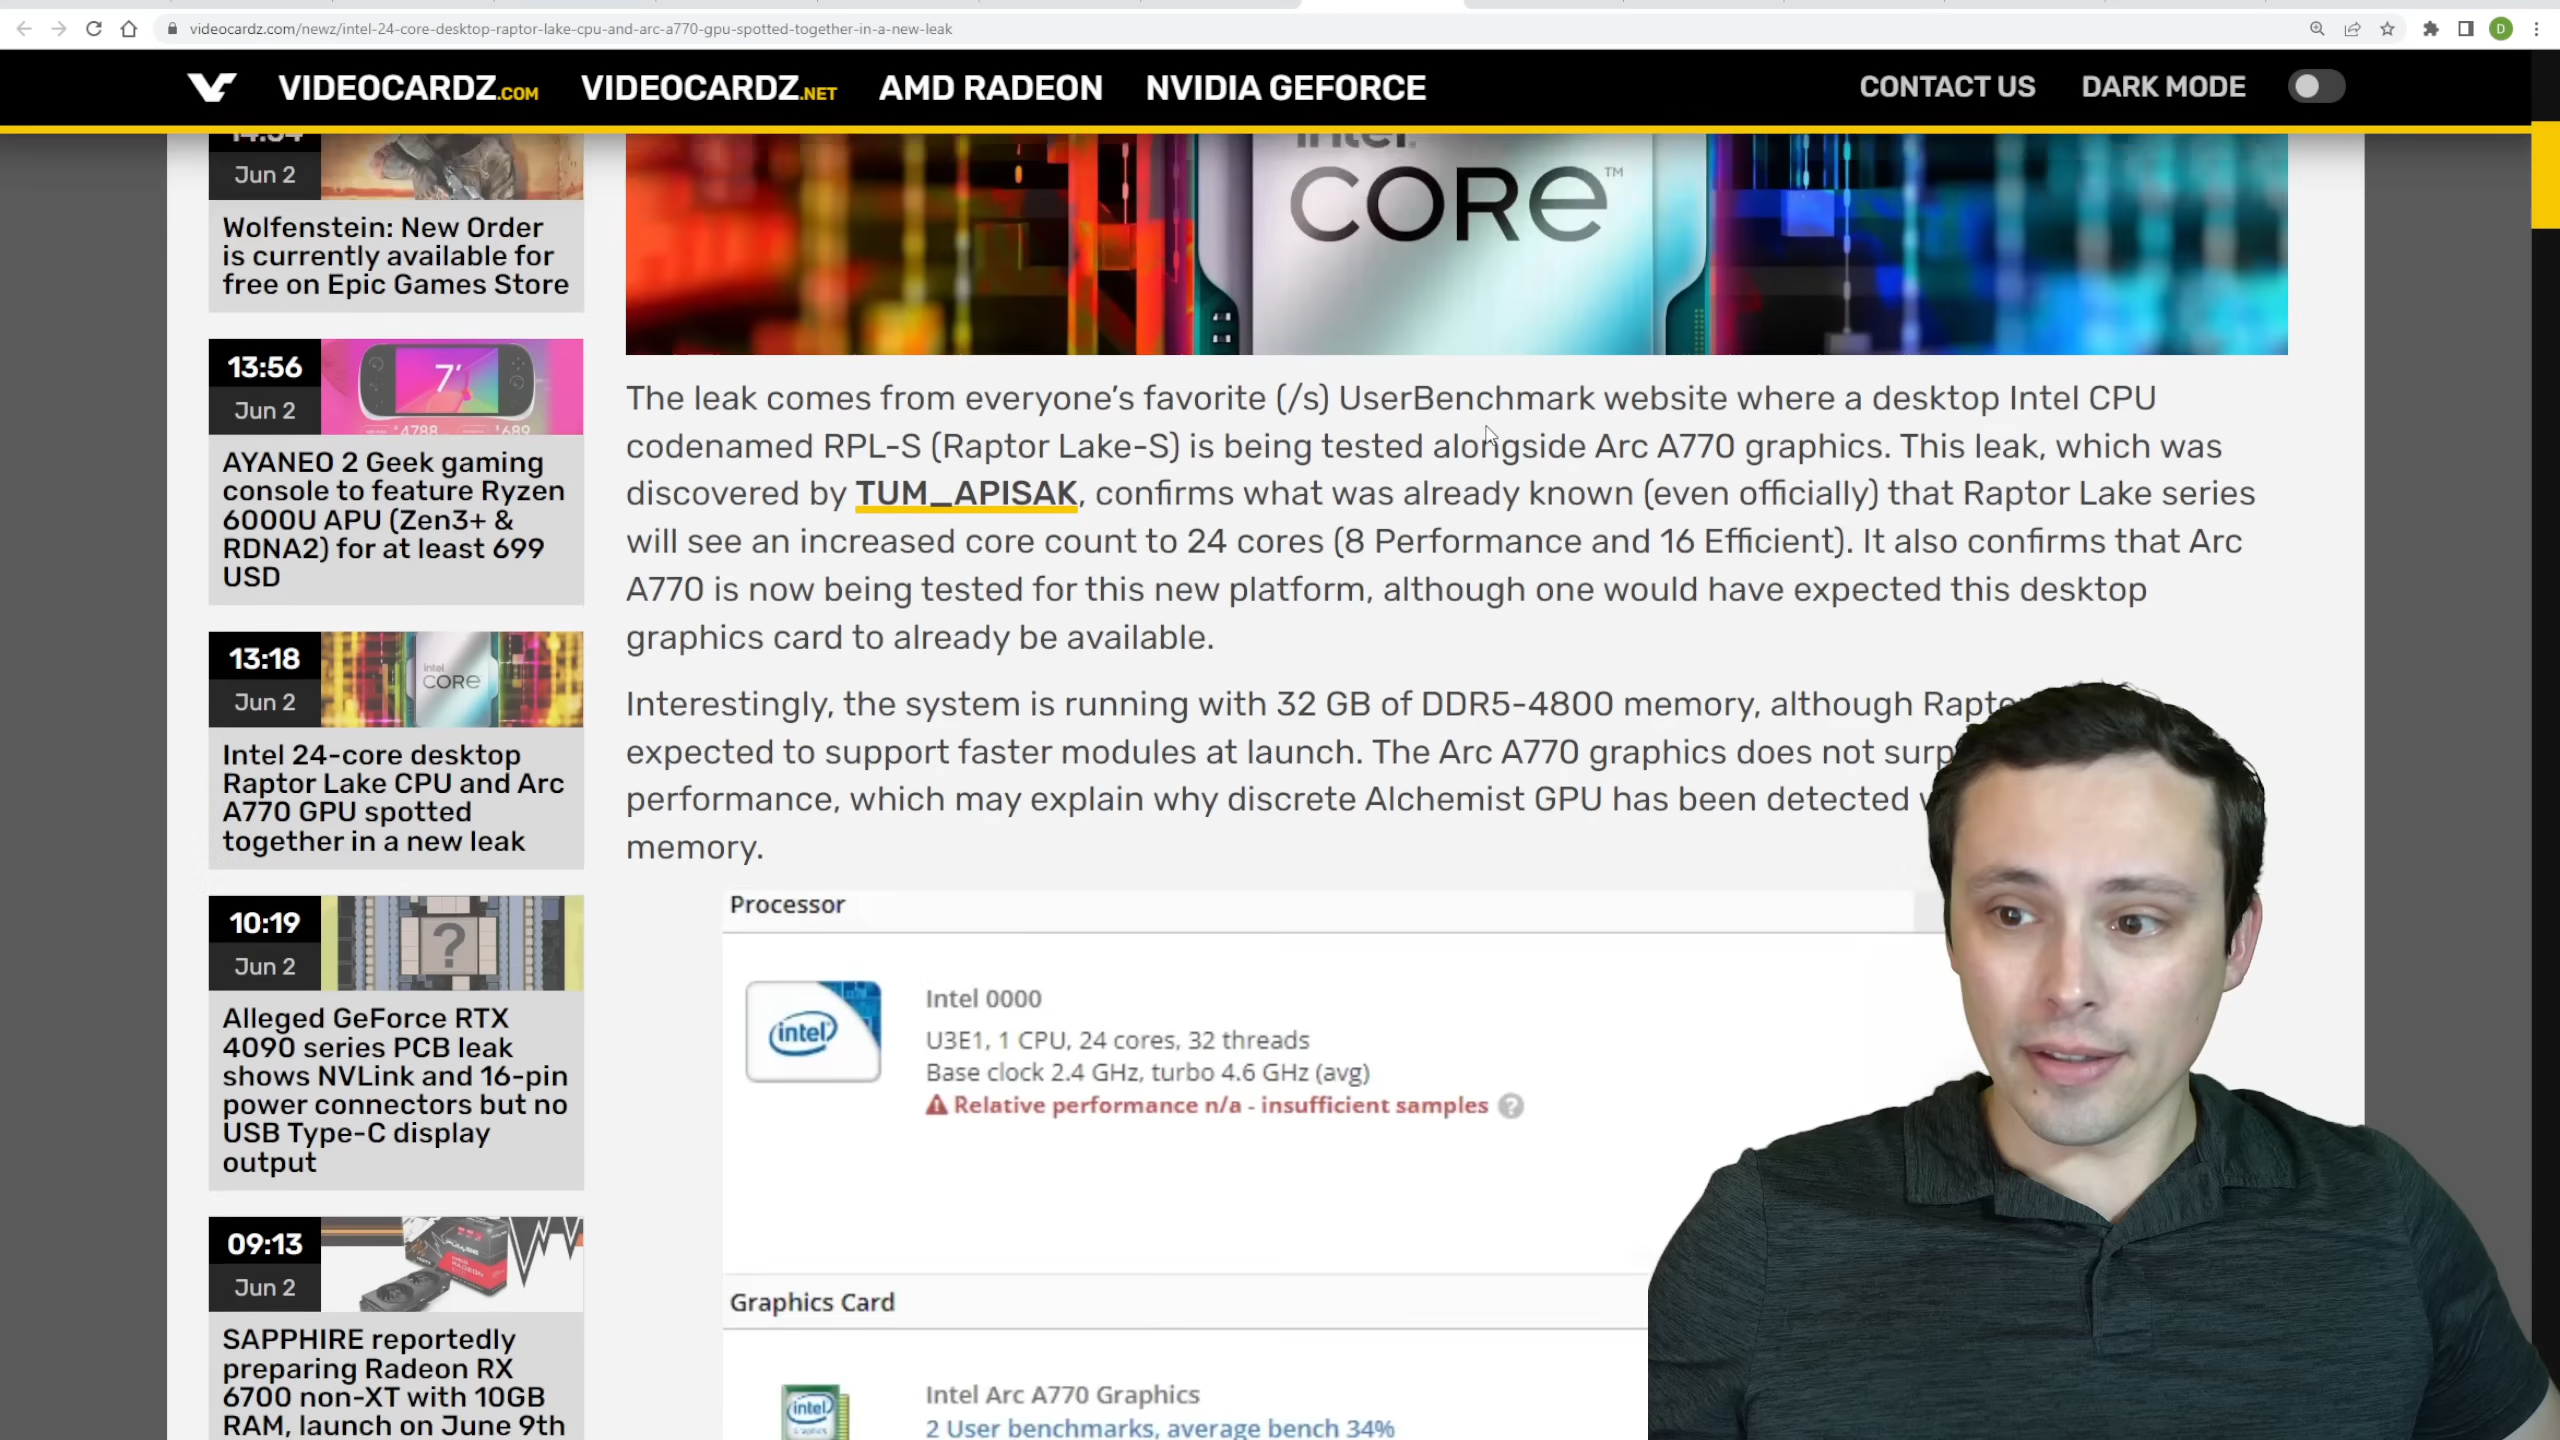 videocardz.com/newz/intel-24-core-desktop-raptor-lake-cpu-and-arc-a770-gpu-spotted-together-in-a-new-leak
D
VIDEOCARDZ.COM VIDEOCARDZ.NET AMD RADEON NVIDIA GEFORCE CONTACT US DARK MODE
Jun 2
Wolfenstein: New Order
is currently available for
free on Epic Games Store
13:56
Jun 2
7'
AYANEO 2 Geek gaming
console to feature Ryzen
6000U APU (Zen3+ &
RDNA2) for at least 699
USD
13:18
Jun 2
intel
CORE
Intel 24-core desktop
Raptor Lake CPU and Arc
A770 GPU spotted
together in a new leak
10:19
Jun 2
?
Alleged GeForce RTX
4090 series PCB leak
shows NVLink and 16-pin
power connectors but no
USB Type-C display
output
09:13
Jun 2
SAPPHIRE reportedly
preparing Radeon RX
6700 non-XT with 10GB
RAM, launch on June 9th
intel.
CORE™
The leak comes from everyone's favorite (/s) UserBenchmark website where a desktop Intel CPU
codenamed RPL-S (Raptor Lake-S) is being tested alongside Arc A770 graphics. This leak, which was
discovered by TUM_APISAK, confirms what was already known (even officially) that Raptor Lake series
will see an increased core count to 24 cores (8 Performance and 16 Efficient). It also confirms that Arc
A770 is now being tested for this new platform, although one would have expected this desktop
graphics card to already be available.
Interestingly, the system is running with 32 GB of DDR5-4800 memory, although
expected to support faster modules at launch. The Arc A770 graphics does not
performance, which may explain why discrete Alchemist GPU has been detected
memory.
Processor
intel
Intel 0000
U3E1, 1 CPU, 24 cores, 32 threads
Base clock 2.4 GHz, turbo 4.6 GHz (avg)
Relative performance n/a - insufficient samples ?
Graphics Card
intel
Intel Arc A770 Graphics
2 User benchmarks, average bench 34%